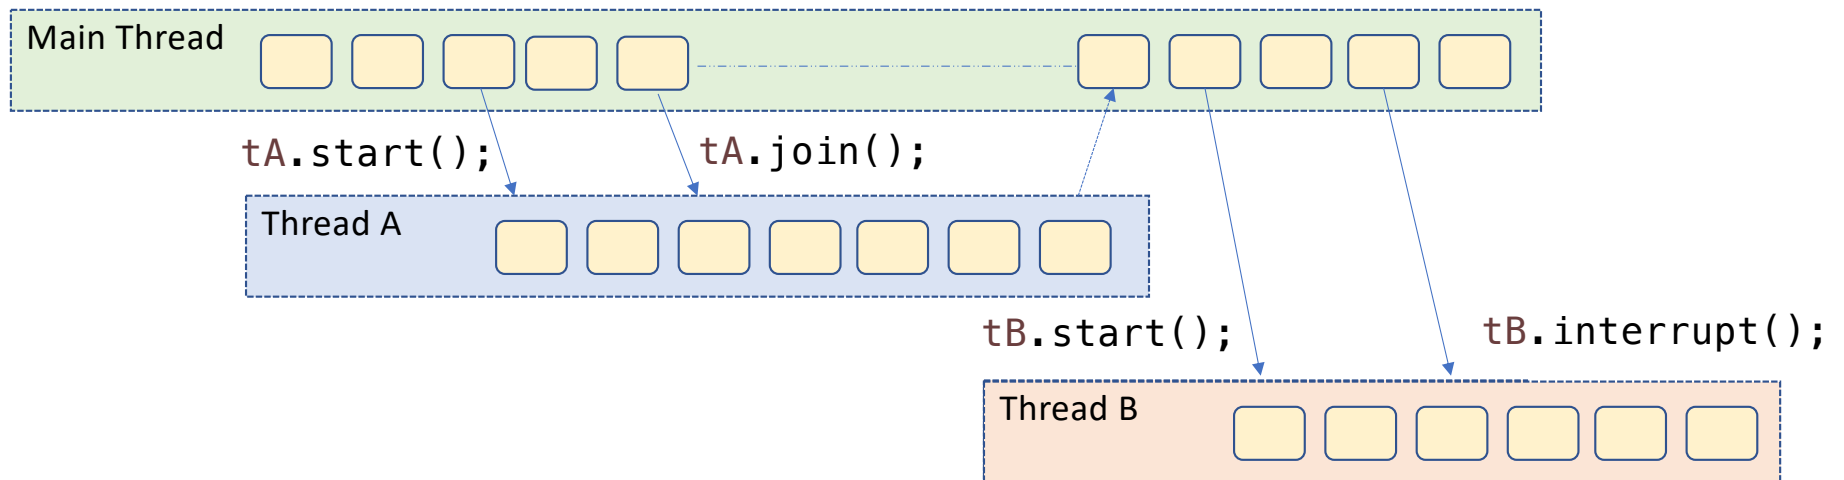 Main Thread
tA.start();
tA.join();
Thread A
tB.start();
tB.interrupt();
Thread B